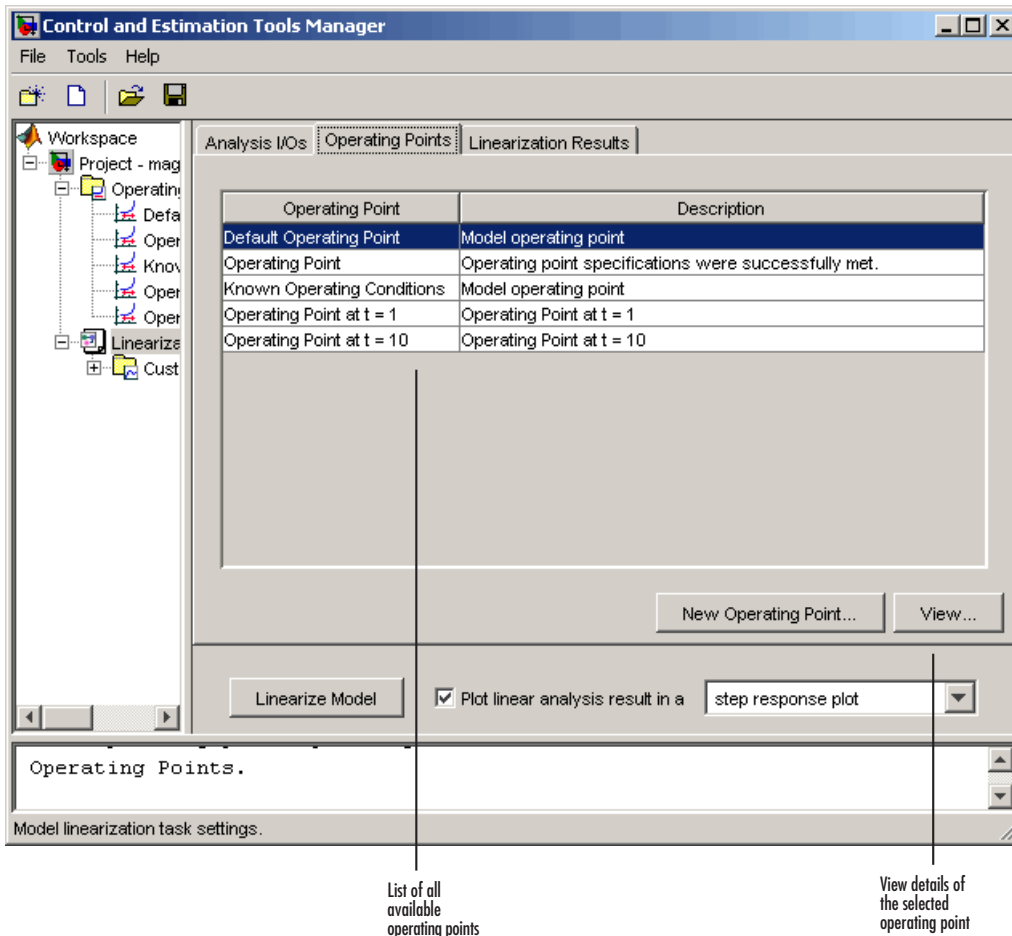 Control and Estimation Tools Manager
File Tools Help
Workspace
Project - mag
Operating
Defa
Oper
Know
Oper
Oper
Lineariza
Cust
Analysis I/Os Operating Points Linearization Results
Operating Point Description
Default Operating Point Model operating point
Operating Point Operating point specifications were successfully met.
Known Operating Conditions Model operating point
Operating Point at t = 1 Operating Point at t = 1
Operating Point at t = 10 Operating Point at t = 10
New Operating Point... View...
Linearize Model Plot linear analysis result in a step response plot
Operating Points.
Model linearization task settings.
List of all
available
operating points
View details of
the selected
operating point